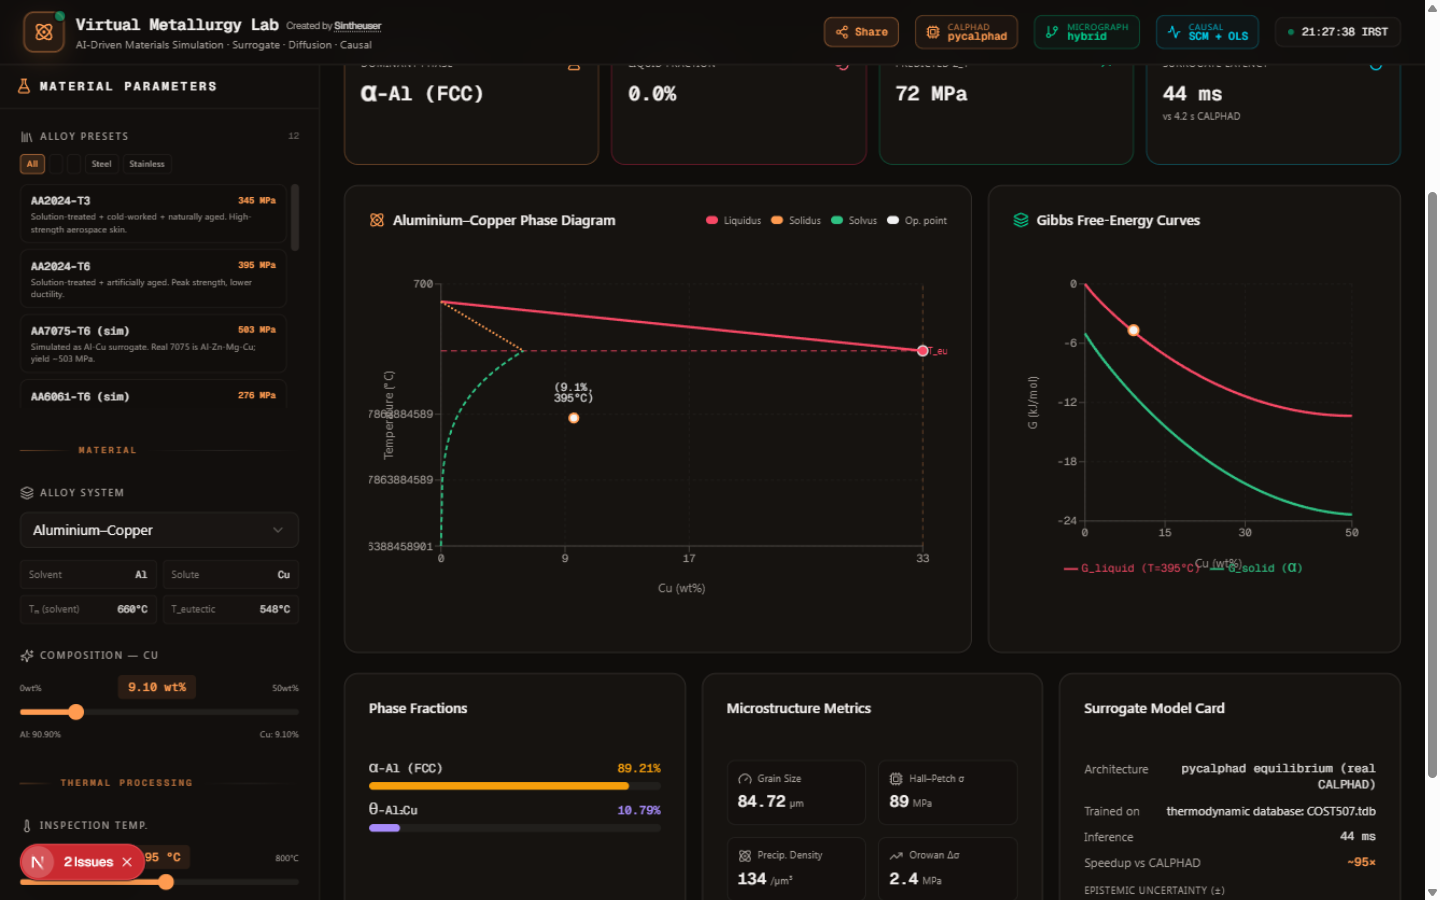 Virtual Metallurgy Lab Created by Sintheuser
AI-Driven Materials Simulation · Surrogate · Diffusion · Causal
Share
CALPHAD
pycalphad
MICROGRAPH
hybrid
CAUSAL
SCM + OLS
21:27:38 IRST
MATERIAL PARAMETERS
ALLOY PRESETS
12
All
Steel
Stainless
AA2024-T3
345 MPa
Solution-treated + cold-worked + naturally aged. High-
strength aerospace skin.
AA2024-T6
395 MPa
Solution-treated + artificially aged. Peak strength, lower
ductility.
AA7075-T6 (sim)
503 MPa
Simulated as Al-Cu surrogate. Real 7075 is Al-Zn-Mg-Cu;
yield ~503 MPa.
AA6061-T6 (sim)
276 MPa
MATERIAL
ALLOY SYSTEM
Aluminium–Copper
Solvent Al
Solute Cu
Tₘ (solvent) 660°C
T_eutectic 548°C
COMPOSITION — CU
0wt%
9.10 wt%
50wt%
Al: 90.90%
Cu: 9.10%
THERMAL PROCESSING
INSPECTION TEMP.
95 °C
800°C
N 2 Issues ×
α-Al (FCC)
0.0%
72 MPa
44 ms
vs 4.2 s CALPHAD
Aluminium–Copper Phase Diagram
Liquidus
Solidus
Solvus
Op. point
700
7863884589
5388458901
0
9
17
33
Temperature (°C)
Cu (wt%)
T_eu
(9.1%,
395°C)
Gibbs Free-Energy Curves
0
-6
-12
-18
-24
G (kJ/mol)
0
15
30
50
Cu (wt%)
G_liquid (T=395°C)
G_solid (α)
Phase Fractions
α-Al (FCC)
89.21%
θ-Al₂Cu
10.79%
Microstructure Metrics
Grain Size
84.72 µm
Hall–Petch σ
89 MPa
Precip. Density
134 /µm³
Orowan Δσ
2.4 MPa
Surrogate Model Card
Architecture
pycalphad equilibrium (real
CALPHAD)
Trained on
thermodynamic database: COST507.tdb
Inference
44 ms
Speedup vs CALPHAD
~95×
EPISTEMIC UNCERTAINTY (±)